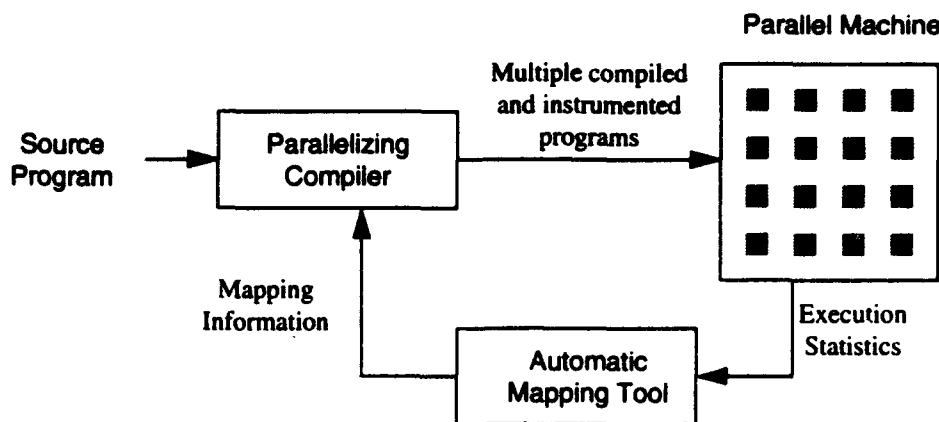 Parallel Machine
Multiple compiled
and instrumented
programs
Source
Program
Parallelizing
Compiler
Mapping
Information
Execution
Statistics
Automatic
Mapping Tool